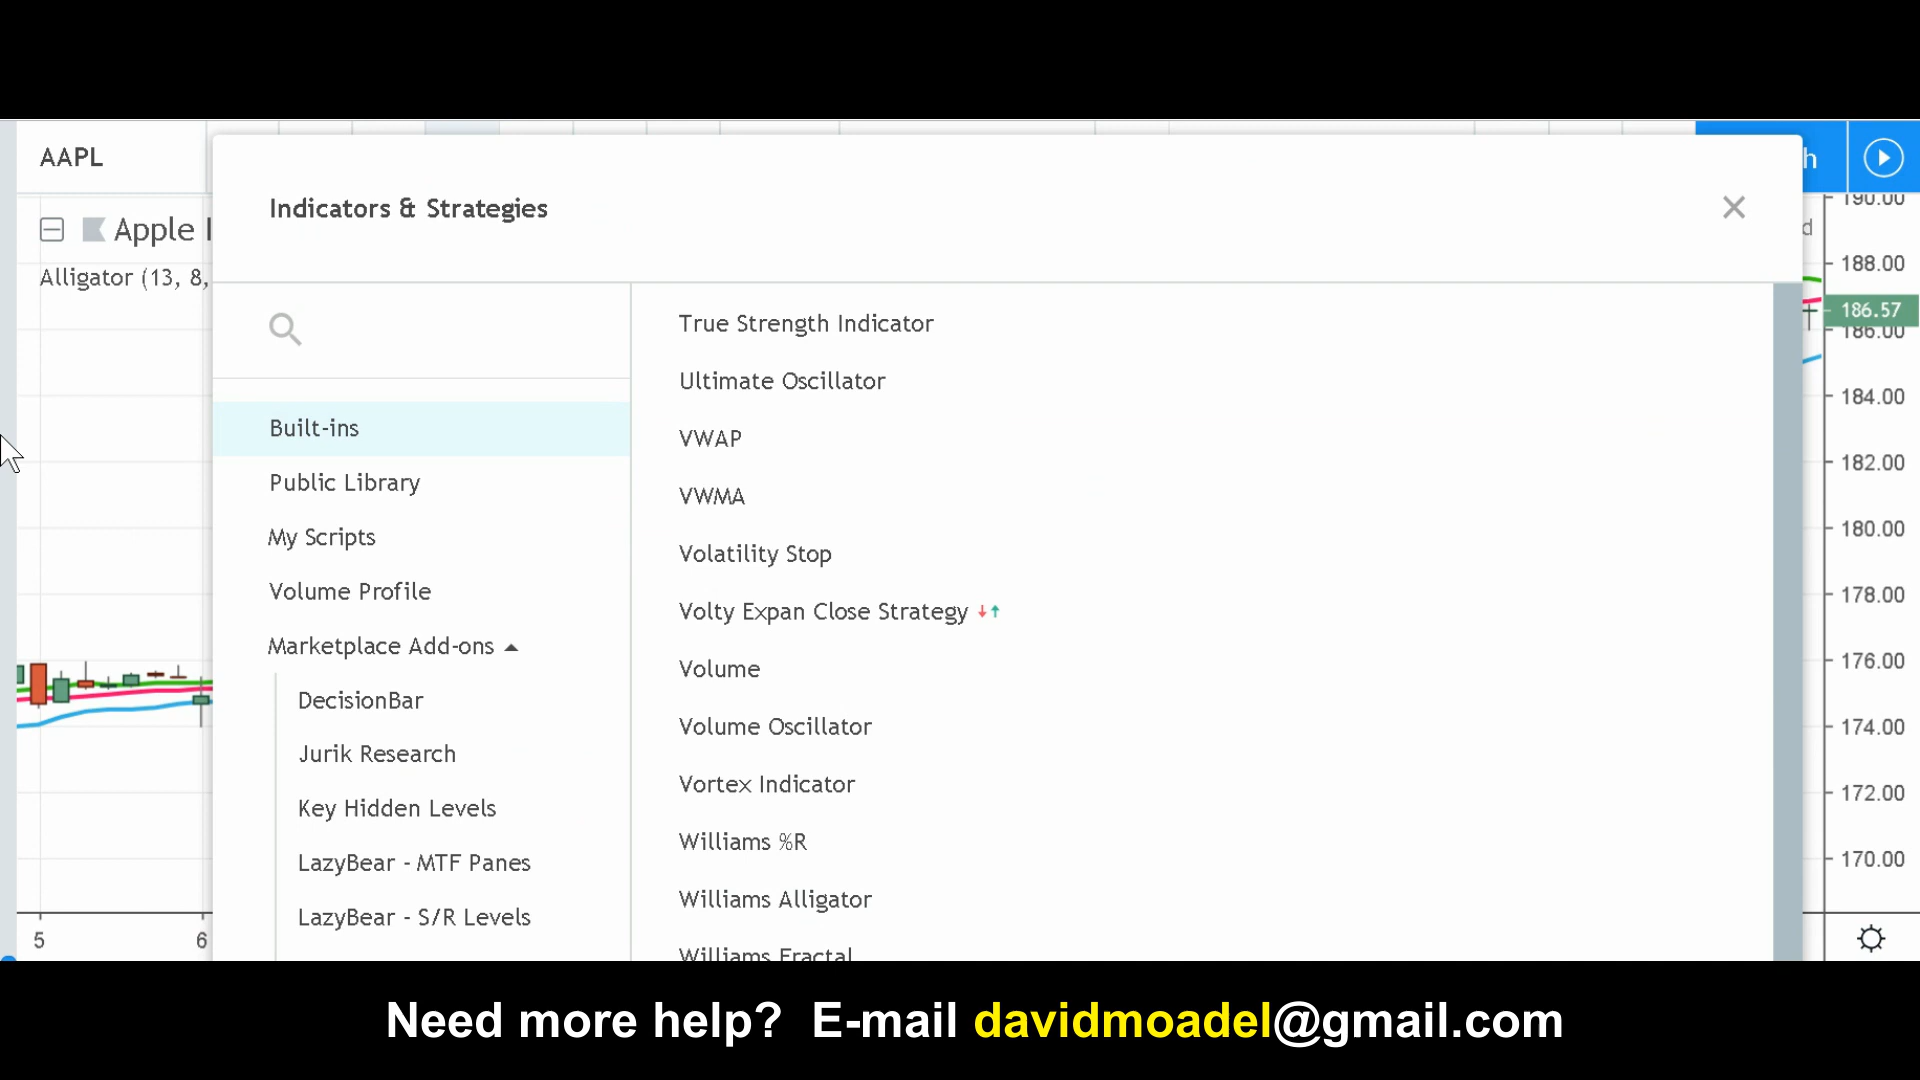 AAPL
h
Indicators & Strategies
Apple I
d
Alligator (13, 8,
190.00
188.00
186.57
186.00
184.00
182.00
180.00
178.00
176.00
174.00
172.00
170.00
Built-ins
Public Library
My Scripts
Volume Profile
Marketplace Add-ons
DecisionBar
Jurik Research
Key Hidden Levels
LazyBear - MTF Panes
LazyBear - S/R Levels
True Strength Indicator
Ultimate Oscillator
VWAP
VWMA
Volatility Stop
Volty Expan Close Strategy
Volume
Volume Oscillator
Vortex Indicator
Williams %R
Williams Alligator
Williams Fractal
5
6
Need more help? E-mail davidmoadel@gmail.com